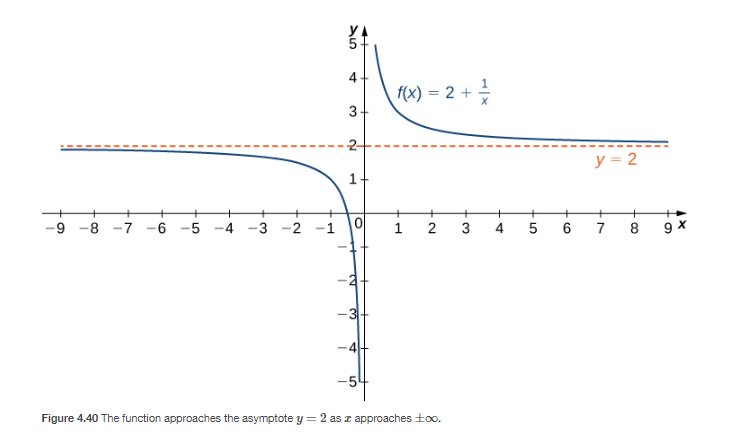 y
5
4
f(x) = 2 + 1/x
3
2
y = 2
1
-9 -8 -7 -6 -5 -4 -3 -2 -1 0 1 2 3 4 5 6 7 8 9 x
-1
-2
-3
-4
-5
Figure 4.40 The function approaches the asymptote y = 2 as x approaches ±∞.